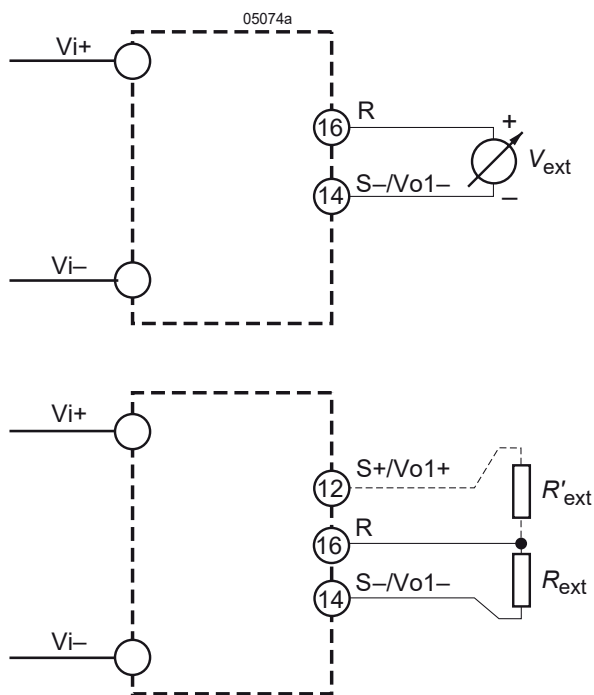 05074a
Vi+
16 R
+
Vext
14 S–/Vo1–
–
Vi–
Vi+
12 S+/Vo1+
R'ext
16 R
14 S–/Vo1–
Rext
Vi–